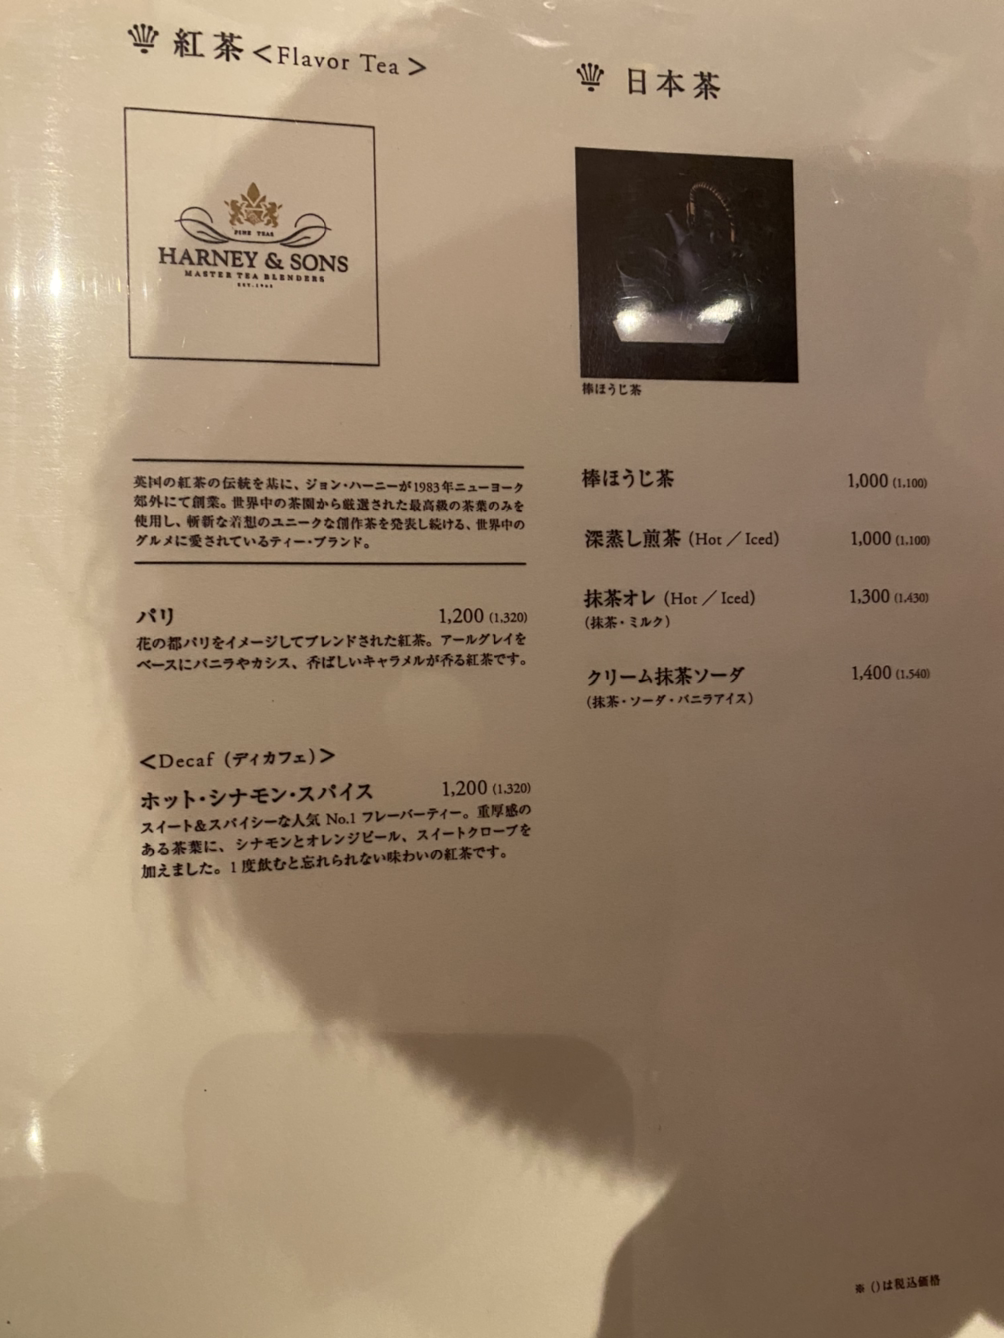 紅茶<Flavor Tea>
FINE TEAS
HARNEY & SONS
MASTER TEA BLENDERS
英国の紅茶の伝統を基に、ジョン・ハーニーが1983年ニューヨーク
郊外にて創業。世界中の茶園から厳選された最高級の茶葉のみを
使用し、斬新な着想のユニークな創作茶を発表し続ける、世界中の
グルメに愛されているティー・ブランド。
パリ 1,200 (1,320)
花の都パリをイメージしてブレンドされた紅茶。アールグレイを
ベースにバニラやカシス、香ばしいキャラメルが香る紅茶です。
<Decaf(ディカフェ)>
ホット・シナモン・スパイス 1,200 (1,320)
スイート&スパイシーな人気 No.1 フレーバーティー。重厚感の
ある茶葉に、シナモンとオレンジピール、スイートクローブを
加えました。1度飲むと忘れられない味わいの紅茶です。
日本茶
棒ほうじ茶
棒ほうじ茶 1,000 (1,100)
深蒸し煎茶 (Hot／Iced) 1,000 (1,100)
抹茶オレ (Hot／Iced) 1,300 (1,430)
(抹茶・ミルク)
クリーム抹茶ソーダ 1,400 (1,540)
(抹茶・ソーダ・バニラアイス)
※()は税込価格